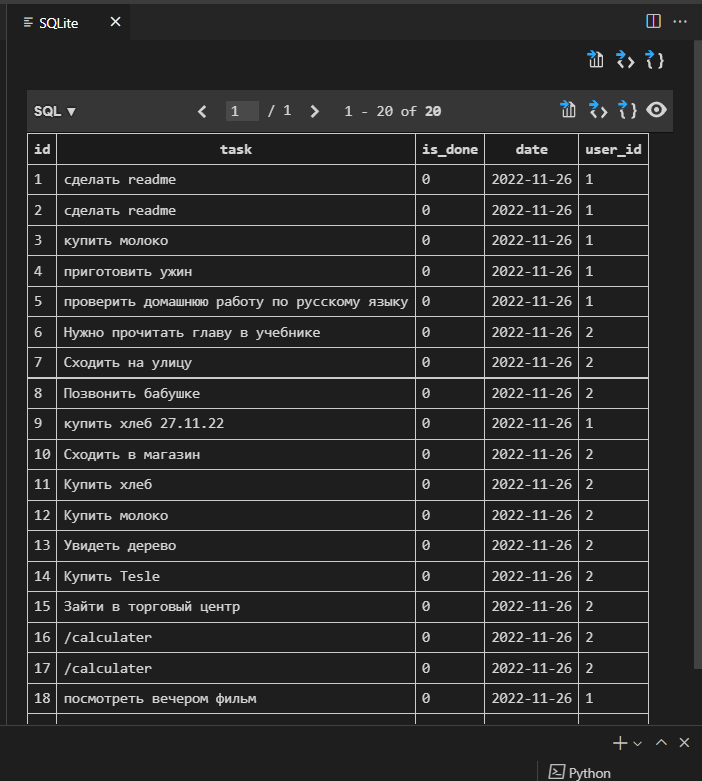 SQLite
SQL ▼ 1 / 1 1 - 20 of 20
id task is_done date user_id
1 сделать readme 0 2022-11-26 1
2 сделать readme 0 2022-11-26 1
3 купить молоко 0 2022-11-26 1
4 приготовить ужин 0 2022-11-26 1
5 проверить домашнюю работу по русскому языку 0 2022-11-26 1
6 Нужно прочитать главу в учебнике 0 2022-11-26 2
7 Сходить на улицу 0 2022-11-26 2
8 Позвонить бабушке 0 2022-11-26 2
9 купить хлеб 27.11.22 0 2022-11-26 1
10 Сходить в магазин 0 2022-11-26 2
11 Купить хлеб 0 2022-11-26 2
12 Купить молоко 0 2022-11-26 2
13 Увидеть дерево 0 2022-11-26 2
14 Купить Tesle 0 2022-11-26 2
15 Зайти в торговый центр 0 2022-11-26 2
16 /calculater 0 2022-11-26 2
17 /calculater 0 2022-11-26 2
18 посмотреть вечером фильм 0 2022-11-26 1
Python